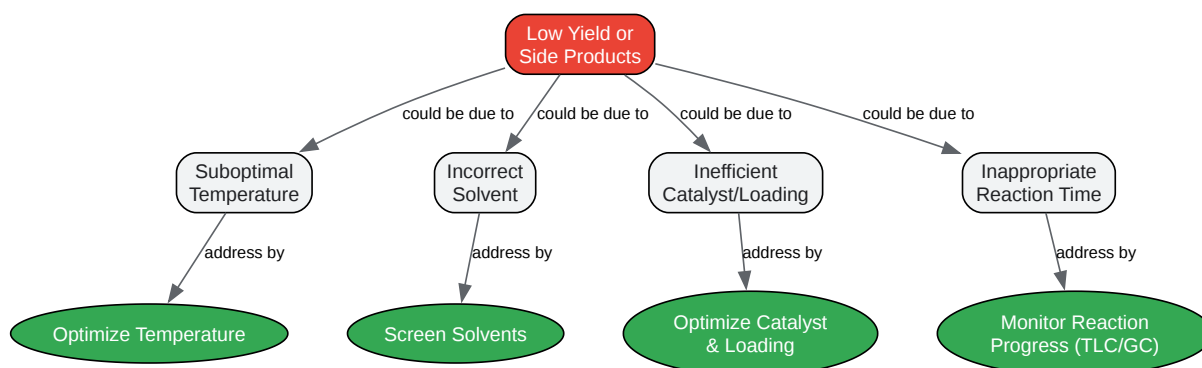 Low Yield or
Side Products
could be due to
could be due to
could be due to
could be due to
Suboptimal
Temperature
Incorrect
Solvent
Inefficient
Catalyst/Loading
Inappropriate
Reaction Time
address by
address by
address by
address by
Optimize Temperature
Screen Solvents
Optimize Catalyst
& Loading
Monitor Reaction
Progress (TLC/GC)